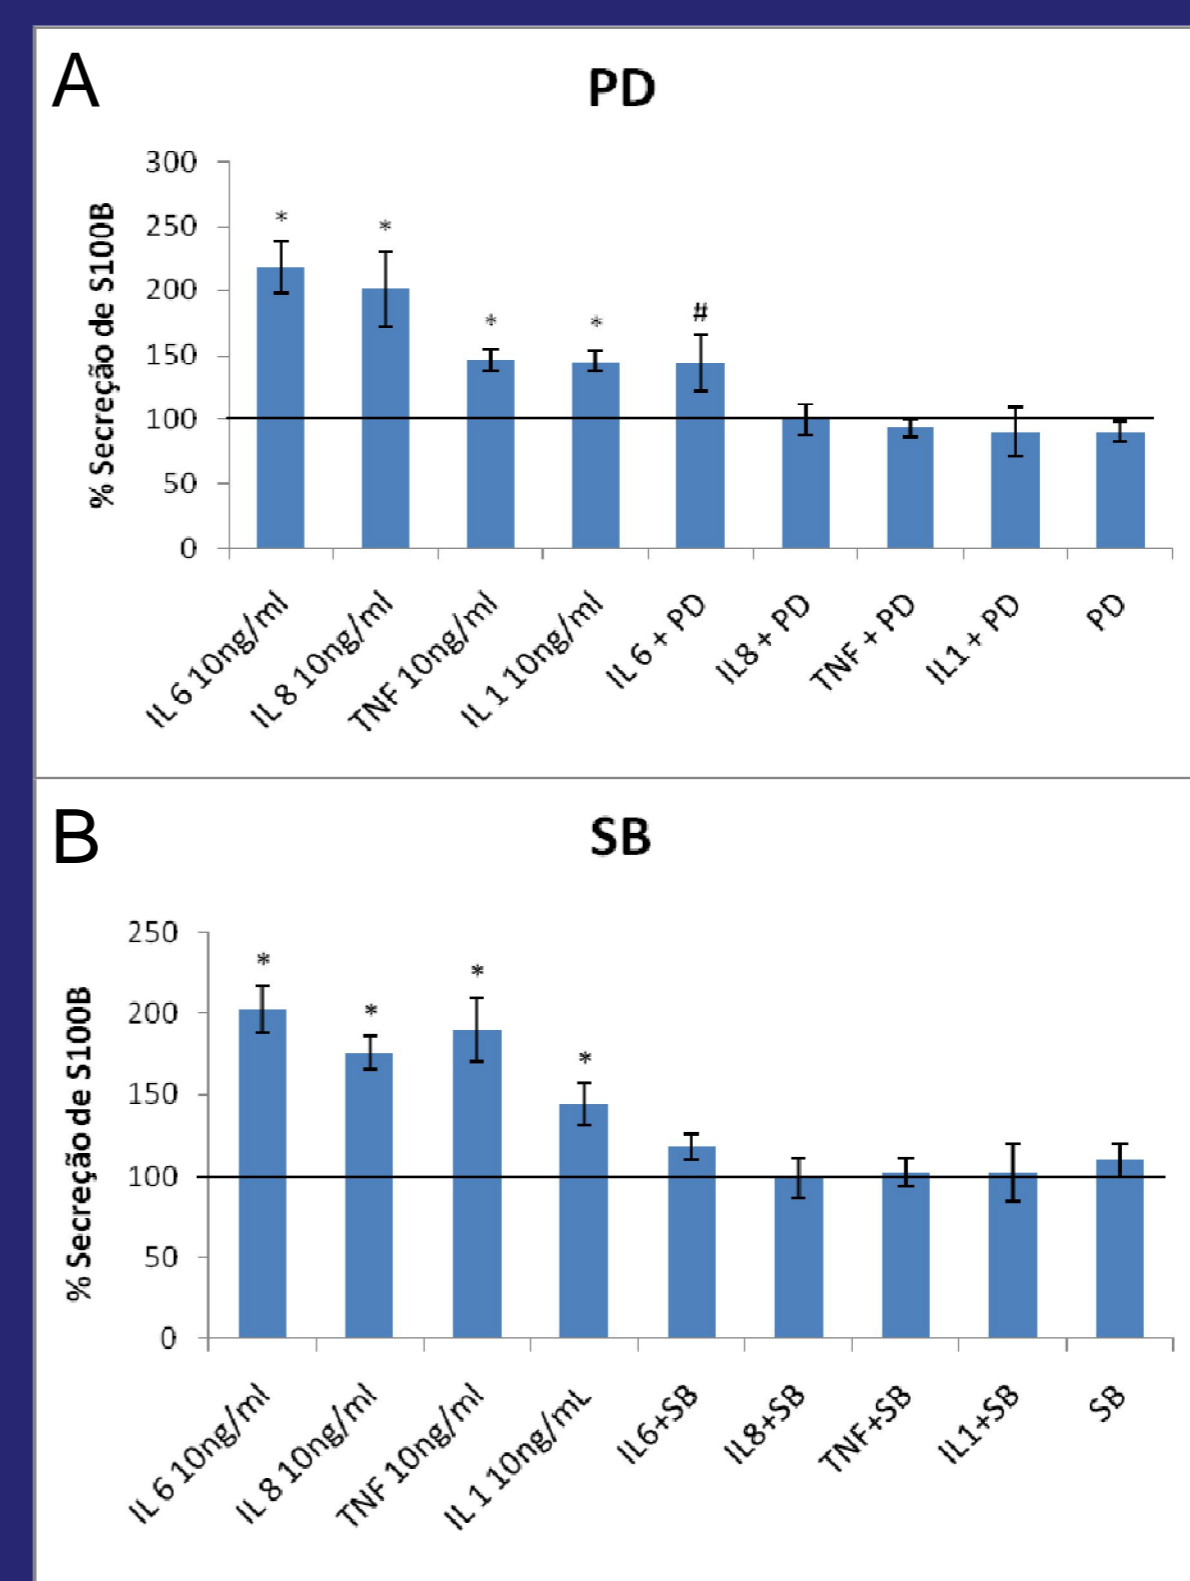 A
PD
% Secreção de S100B
300
250
200
150
100
50
0
*
*
*
*
#
IL 6 10ng/ml
IL 8 10ng/ml
TNF 10ng/ml
IL 1 10ng/ml
IL 6 + PD
IL8 + PD
TNF + PD
IL1 + PD
PD
B
SB
% Secreção de S100B
250
200
150
100
50
0
*
*
*
*
IL 6 10ng/ml
IL 8 10ng/ml
TNF 10ng/ml
IL 1 10ng/mL
IL6+SB
IL8+SB
TNF+SB
IL1+SB
SB